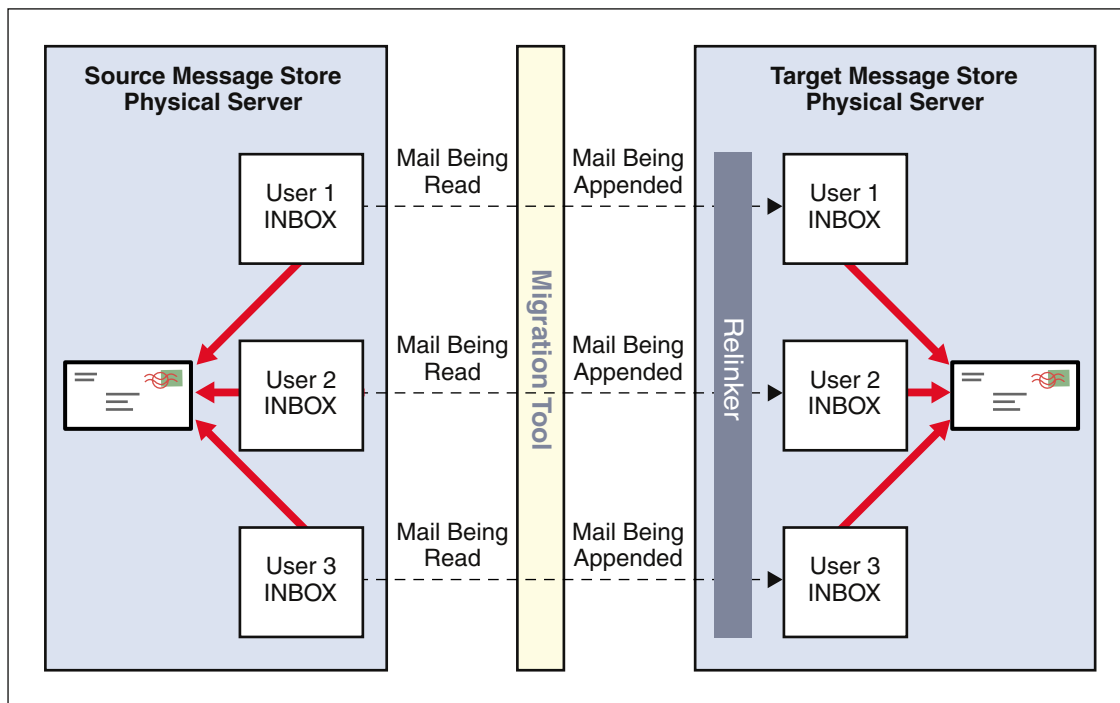 Source Message Store
Physical Server
Target Message Store
Physical Server
User 1
INBOX
Mail Being
Read
Mail Being
Appended
User 1
INBOX
User 2
INBOX
Mail Being
Read
Mail Being
Appended
User 2
INBOX
User 3
INBOX
Mail Being
Read
Mail Being
Appended
User 3
INBOX
Migration Tool
Relinker